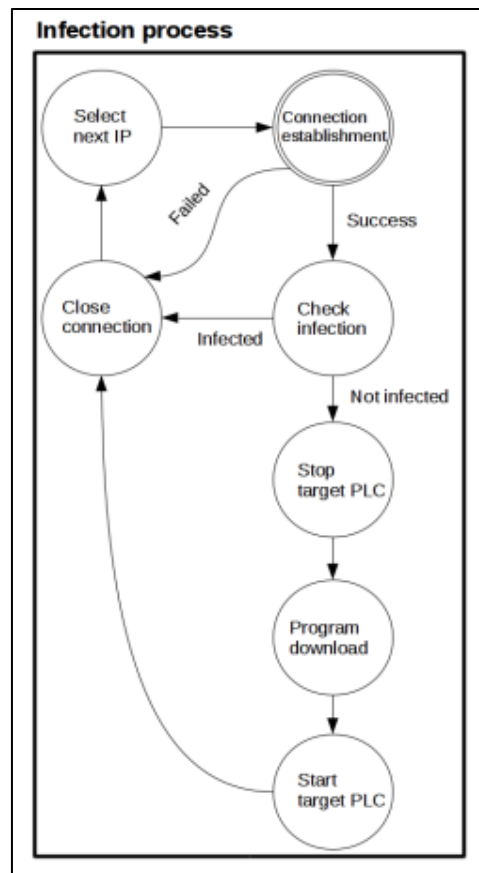 Infection process
Select
next IP
Connection
establishment
Failed
Success
Close
connection
Infected
Check
infection
Not infected
Stop
target PLC
Program
download
Start
target PLC